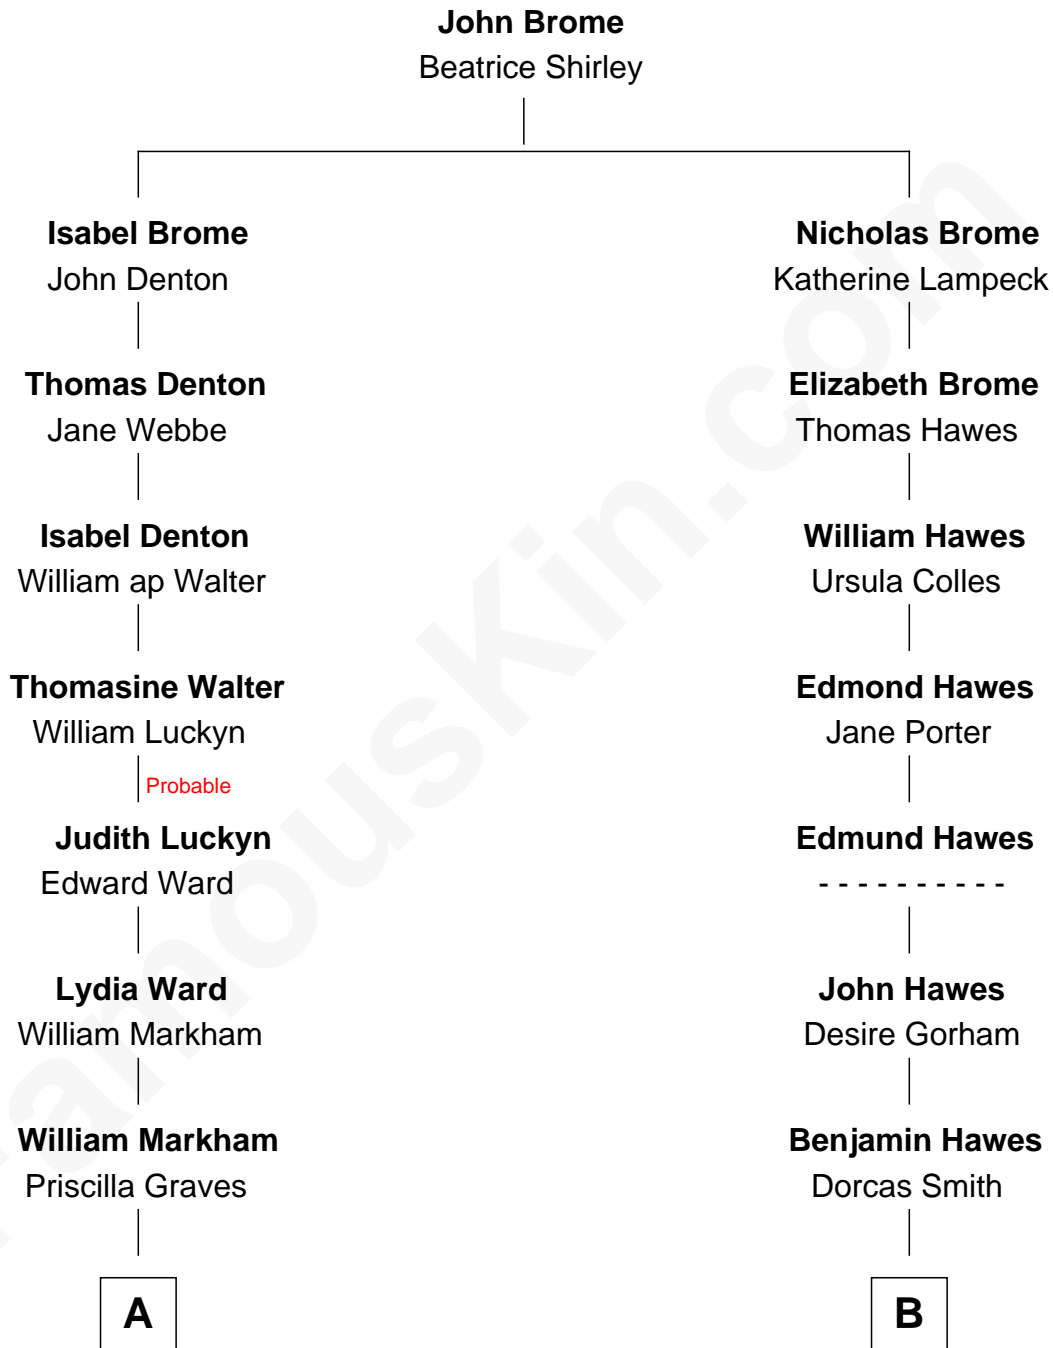 John Brome
Beatrice Shirley
Isabel Brome
John Denton
Nicholas Brome
Katherine Lampeck
Thomas Denton
Jane Webbe
Elizabeth Brome
Thomas Hawes
Isabel Denton
William ap Walter
William Hawes
Ursula Colles
Thomasine Walter
William Luckyn
Edmond Hawes
Jane Porter
Probable
Judith Luckyn
Edward Ward
Edmund Hawes
- - - - - - - - - -
Lydia Ward
William Markham
John Hawes
Desire Gorham
William Markham
Priscilla Graves
Benjamin Hawes
Dorcas Smith
A
B
FamousKin.com